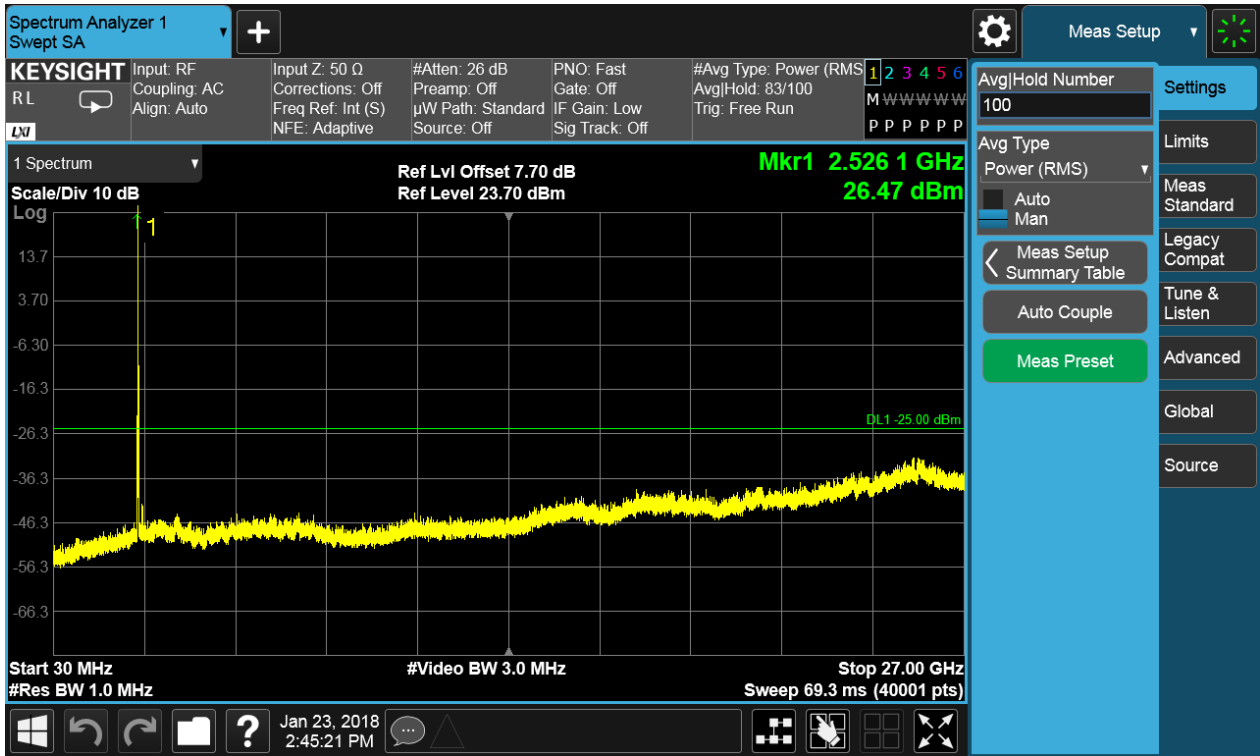 Spectrum Analyzer 1
Swept SA
+
Meas Setup
KEYSIGHT
RL
LXI
Input: RF
Coupling: AC
Align: Auto
Input Z: 50 Ω
Corrections: Off
Freq Ref: Int (S)
NFE: Adaptive
#Atten: 26 dB
Preamp: Off
µW Path: Standard
Source: Off
PNO: Fast
Gate: Off
IF Gain: Low
Sig Track: Off
#Avg Type: Power (RMS
Avg|Hold: 83/100
Trig: Free Run
1 2 3 4 5 6
M W W W W W
P P P P P P
1 Spectrum
Scale/Div 10 dB
Ref Lvl Offset 7.70 dB
Ref Level 23.70 dBm
Mkr1 2.526 1 GHz
26.47 dBm
Log
1
13.7
3.70
-6.30
-16.3
DL1 -25.00 dBm
-26.3
-36.3
-46.3
-56.3
-66.3
Start 30 MHz
#Video BW 3.0 MHz
Stop 27.00 GHz
#Res BW 1.0 MHz
Sweep 69.3 ms (40001 pts)
Avg|Hold Number
100
Avg Type
Power (RMS)
Auto
Man
Meas Setup
Summary Table
Auto Couple
Meas Preset
Settings
Limits
Meas
Standard
Legacy
Compat
Tune &
Listen
Advanced
Global
Source
?
Jan 23, 2018
2:45:21 PM